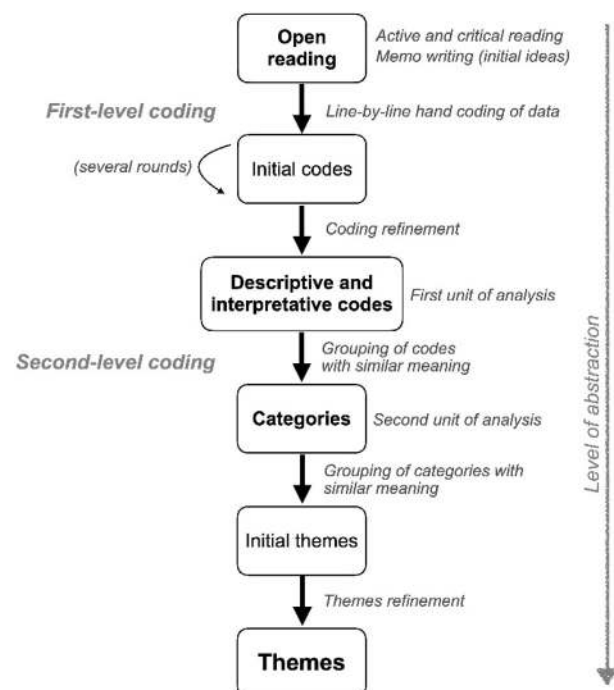 Open
reading
Active and critical reading
Memo writing (initial ideas)
First-level coding
Line-by-line hand coding of data
(several rounds)
Initial codes
Coding refinement
Descriptive and
interpretative codes
First unit of analysis
Second-level coding
Grouping of codes
with similar meaning
Categories
Second unit of analysis
Grouping of categories with
similar meaning
Initial themes
Themes refinement
Themes
Level of abstraction